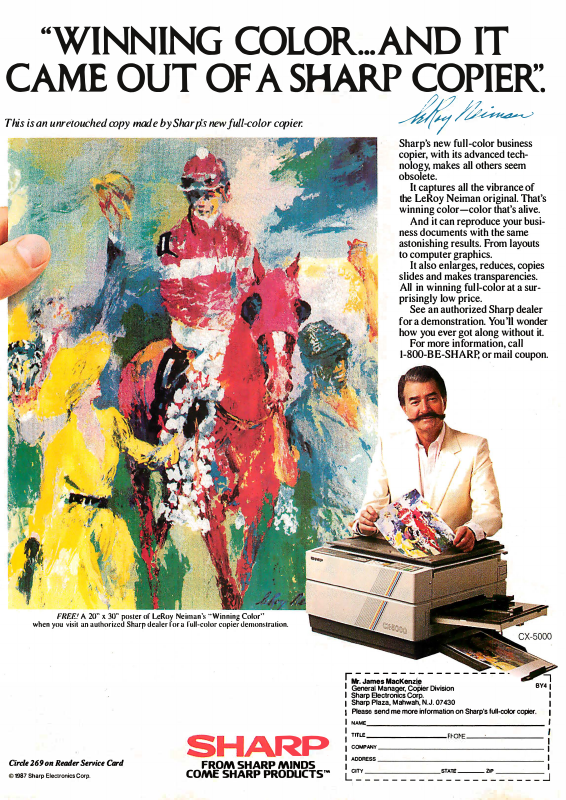 “WINNING COLOR...AND IT
CAME OUT OF A SHARP COPIER”.
LeRoy Neiman
This is an unretouched copy made by Sharp's new full-color copier.
Sharp's new full-color business
copier, with its advanced tech-
nology, makes all others seem
obsolete.
It captures all the vibrance of
the LeRoy Neiman original. That's
winning color—color that's alive.
And it can reproduce your busi-
ness documents with the same
astonishing results. From layouts
to computer graphics.
It also enlarges, reduces, copies
slides and makes transparencies.
All in winning full-color at a sur-
prisingly low price.
See an authorized Sharp dealer
for a demonstration. You'll wonder
how you ever got along without it.
For more information, call
1-800-BE-SHARP, or mail coupon.
SHARP
CX5000
CX-5000
FREE! A 20" x 30" poster of LeRoy Neiman's “Winning Color”
when you visit an authorized Sharp dealer for a full-color copier demonstration.
Mr. James MacKenzie
BY4
General Manager, Copier Division
Sharp Electronics Corp.
Sharp Plaza, Mahwah, N.J. 07430
Please send me more information on Sharp's full-color copier.
NAME
TITLE PHONE
COMPANY
ADDRESS
CITY STATE ZIP
SHARP
FROM SHARP MINDS
COME SHARP PRODUCTS™
Circle 269 on Reader Service Card
© 1987 Sharp Electronics Corp.